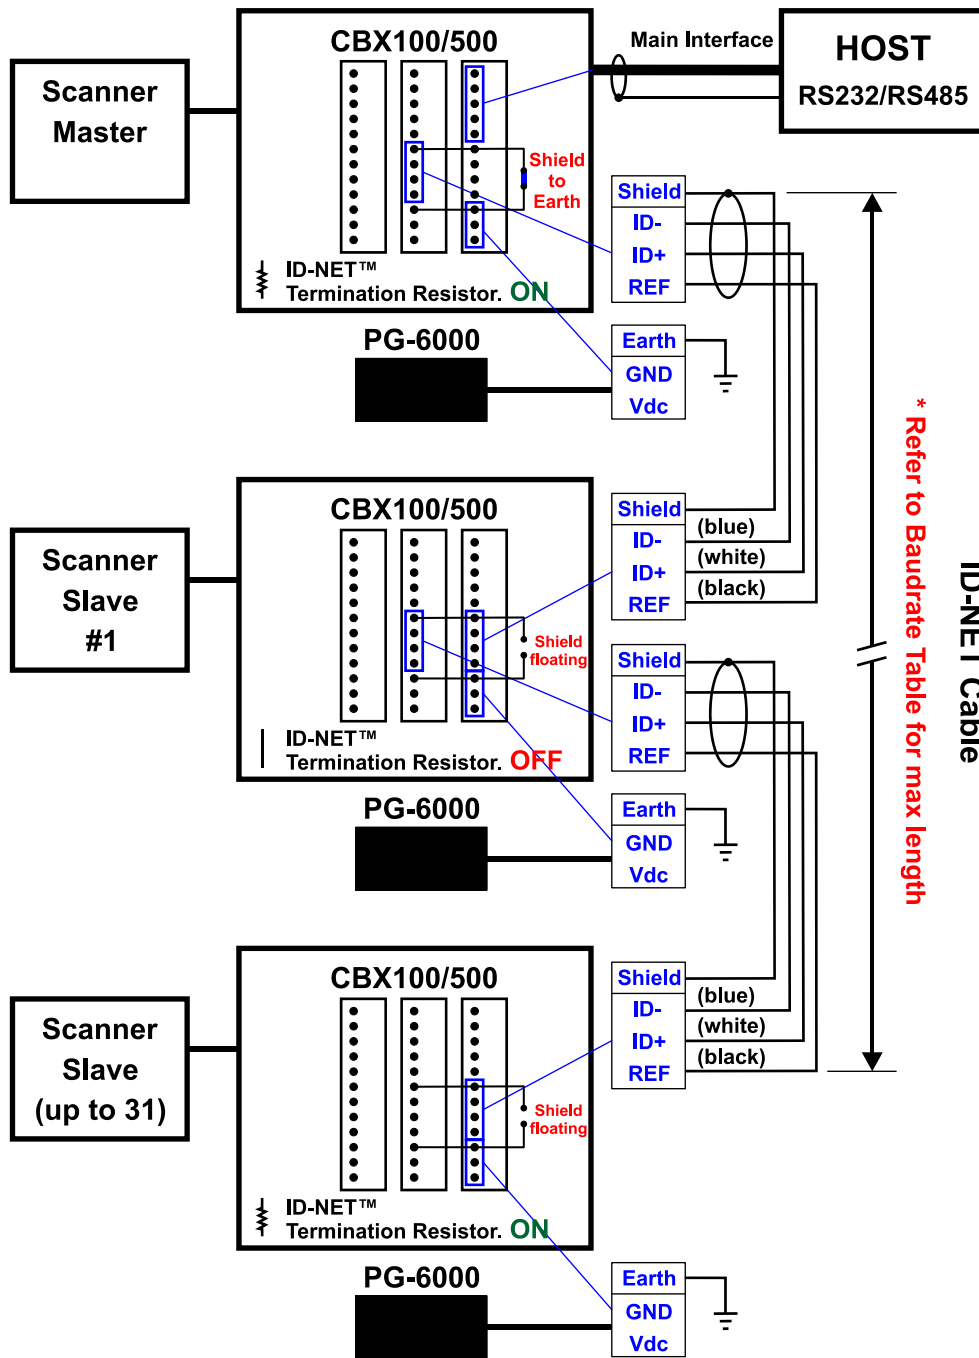 CBX100/500
Main Interface
HOST
RS232/RS485
Scanner
Master
Shield
to
Earth
ID-NET™
Termination Resistor. ON
Shield
ID-
ID+
REF
PG-6000
Earth
GND
Vdc
CBX100/500
Scanner
Slave
#1
Shield
floating
ID-NET™
Termination Resistor. OFF
Shield
ID-
(blue)
ID+
(white)
REF
(black)
Shield
ID-
ID+
REF
PG-6000
Earth
GND
Vdc
CBX100/500
Scanner
Slave
(up to 31)
Shield
floating
ID-NET™
Termination Resistor. ON
Shield
ID-
(blue)
ID+
(white)
REF
(black)
PG-6000
Earth
GND
Vdc
ID-NET Cable
* Refer to Baudrate Table for max length